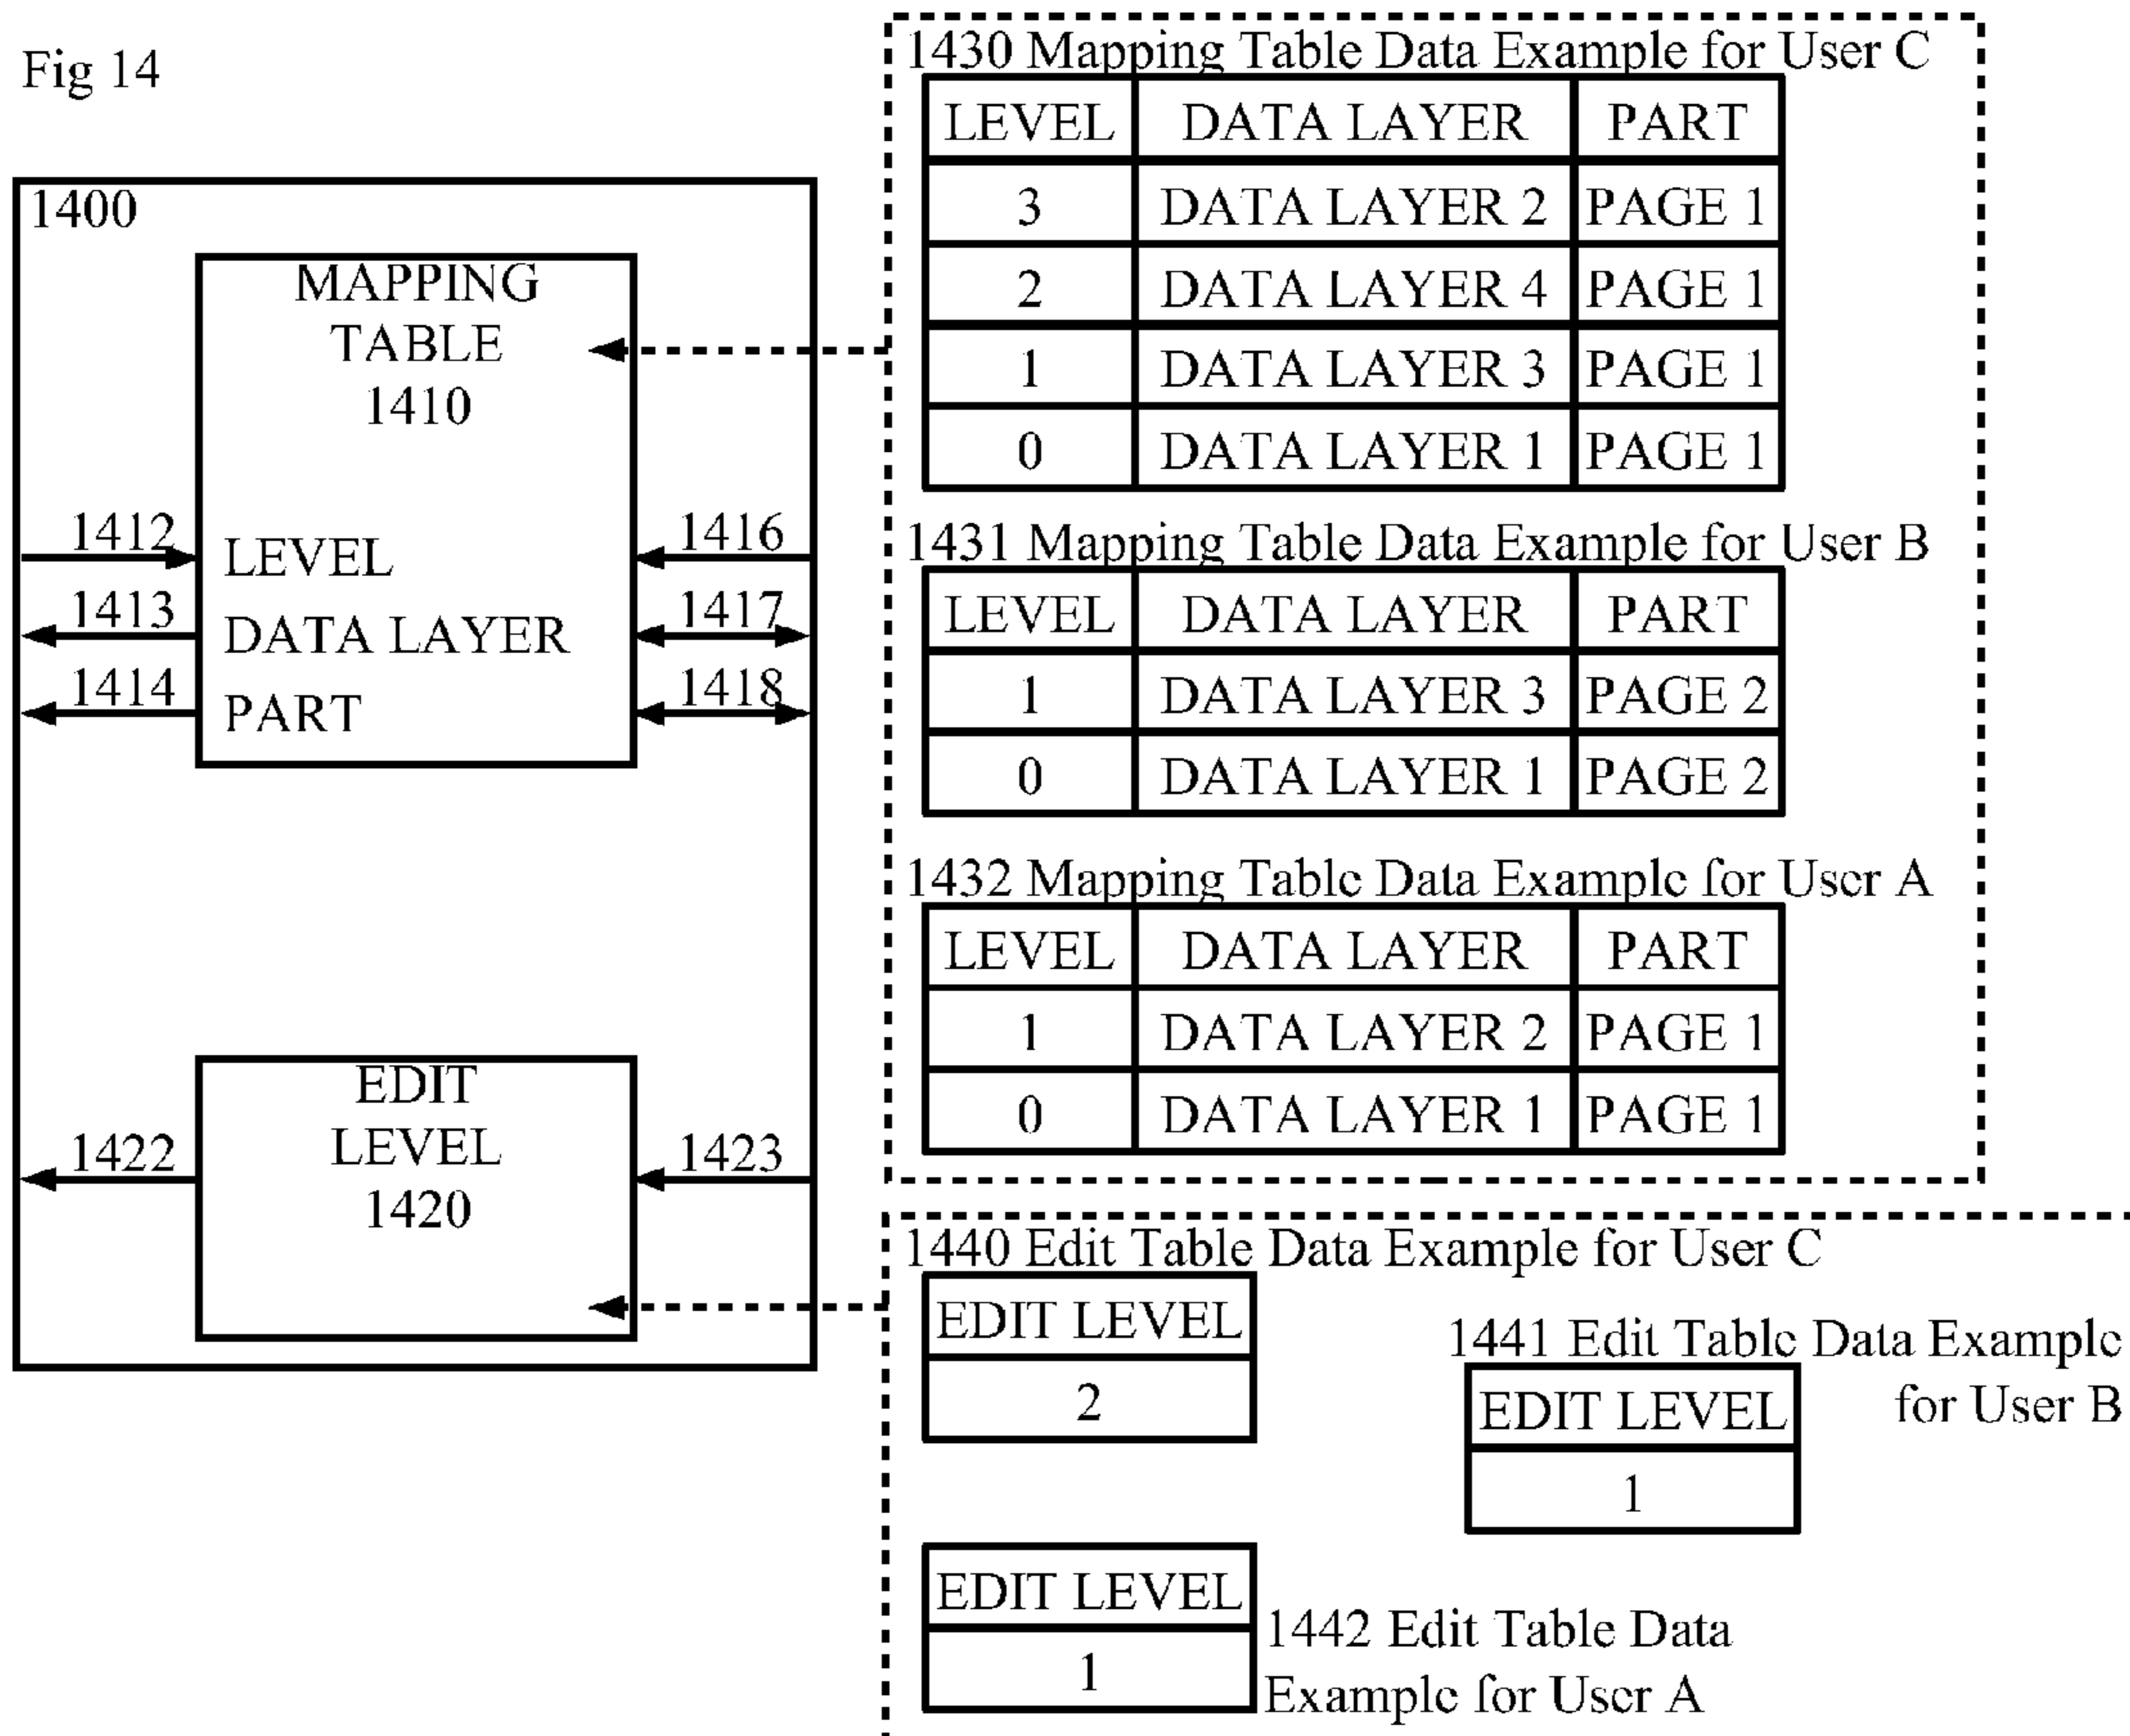 Fig 14
1400
MAPPING
TABLE
1410
1412
1416
LEVEL
1413
1417
DATA LAYER
1414
1418
PART
EDIT
LEVEL
1420
1422
1423
1430 Mapping Table Data Example for User C
LEVEL DATA LAYER PART
3 DATA LAYER 2 PAGE 1
2 DATA LAYER 4 PAGE 1
1 DATA LAYER 3 PAGE 1
0 DATA LAYER 1 PAGE 1
1431 Mapping Table Data Example for User B
LEVEL DATA LAYER PART
1 DATA LAYER 3 PAGE 2
0 DATA LAYER 1 PAGE 2
1432 Mapping Table Data Example for User A
LEVEL DATA LAYER PART
1 DATA LAYER 2 PAGE 1
0 DATA LAYER 1 PAGE 1
1440 Edit Table Data Example for User C
EDIT LEVEL
2
1441 Edit Table Data Example
for User B
EDIT LEVEL
1
EDIT LEVEL
1
1442 Edit Table Data
Example for User A